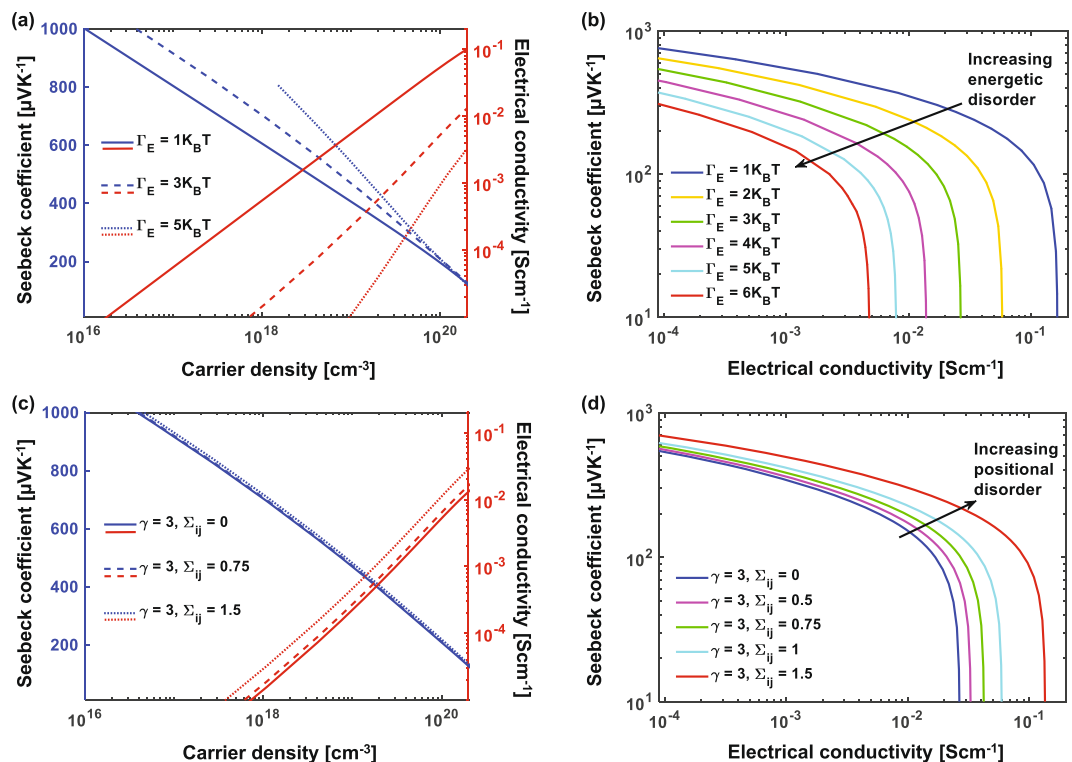 (a)
Seebeck coefficient [µVK⁻¹]
1000
800
600
400
200
Γ_E = 1K_BT
Γ_E = 3K_BT
Γ_E = 5K_BT
10⁻¹
10⁻²
10⁻³
10⁻⁴
Electrical conductivity [Scm⁻¹]
10¹⁶ 10¹⁸ 10²⁰
Carrier density [cm⁻³]
(b)
Seebeck coefficient [µVK⁻¹]
10³
10²
10¹
Increasing
energetic
disorder
Γ_E = 1K_BT
Γ_E = 2K_BT
Γ_E = 3K_BT
Γ_E = 4K_BT
Γ_E = 5K_BT
Γ_E = 6K_BT
10⁻⁴ 10⁻³ 10⁻² 10⁻¹
Electrical conductivity [Scm⁻¹]
(c)
Seebeck coefficient [µVK⁻¹]
1000
800
600
400
200
γ = 3, Σ_ij = 0
γ = 3, Σ_ij = 0.75
γ = 3, Σ_ij = 1.5
10⁻¹
10⁻²
10⁻³
10⁻⁴
Electrical conductivity [Scm⁻¹]
10¹⁶ 10¹⁸ 10²⁰
Carrier density [cm⁻³]
(d)
Seebeck coefficient [µVK⁻¹]
10³
10²
10¹
Increasing
positional
disorder
γ = 3, Σ_ij = 0
γ = 3, Σ_ij = 0.5
γ = 3, Σ_ij = 0.75
γ = 3, Σ_ij = 1
γ = 3, Σ_ij = 1.5
10⁻⁴ 10⁻³ 10⁻² 10⁻¹
Electrical conductivity [Scm⁻¹]